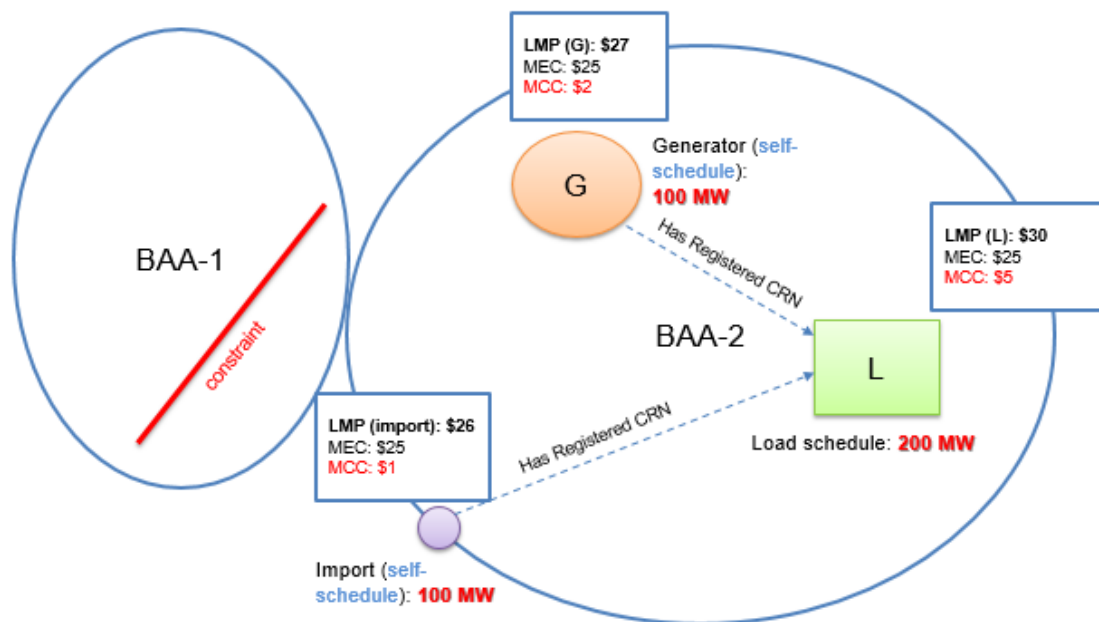 LMP (G): $27
MEC: $25
MCC: $2
Generator (self-
schedule):
100 MW
G
Has Registered CRN
LMP (L): $30
MEC: $25
MCC: $5
BAA-1
constraint
BAA-2
L
LMP (import): $26
MEC: $25
MCC: $1
Has Registered CRN
Load schedule: 200 MW
Import (self-
schedule): 100 MW